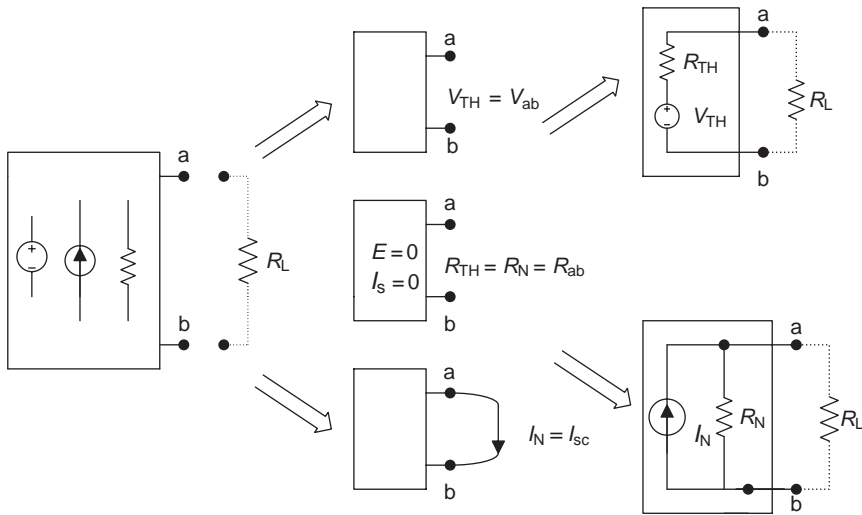 a
b
+
−
R_L
a
V_TH = V_ab
b
a
E = 0
I_s = 0
R_TH = R_N = R_ab
b
a
I_N = I_sc
b
a
R_TH
+
−
V_TH
R_L
b
a
I_N
R_N
R_L
b